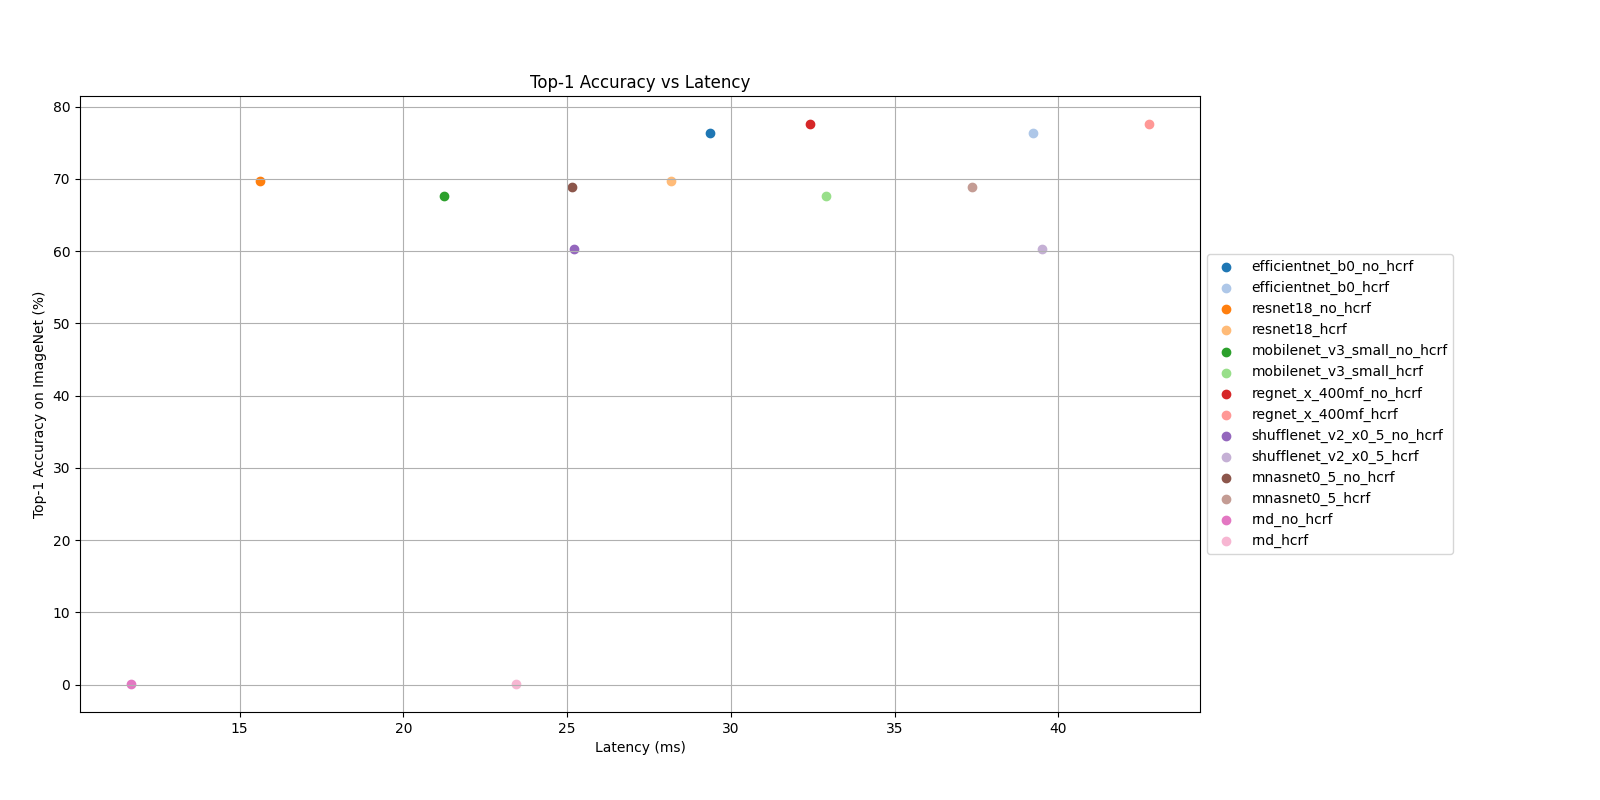 Top-1 Accuracy vs Latency
80
70
60
50
40
30
20
10
0
Top-1 Accuracy on ImageNet (%)
15
20
25
30
35
40
Latency (ms)
efficientnet_b0_no_hcrf
efficientnet_b0_hcrf
resnet18_no_hcrf
resnet18_hcrf
mobilenet_v3_small_no_hcrf
mobilenet_v3_small_hcrf
regnet_x_400mf_no_hcrf
regnet_x_400mf_hcrf
shufflenet_v2_x0_5_no_hcrf
shufflenet_v2_x0_5_hcrf
mnasnet0_5_no_hcrf
mnasnet0_5_hcrf
rnd_no_hcrf
rnd_hcrf